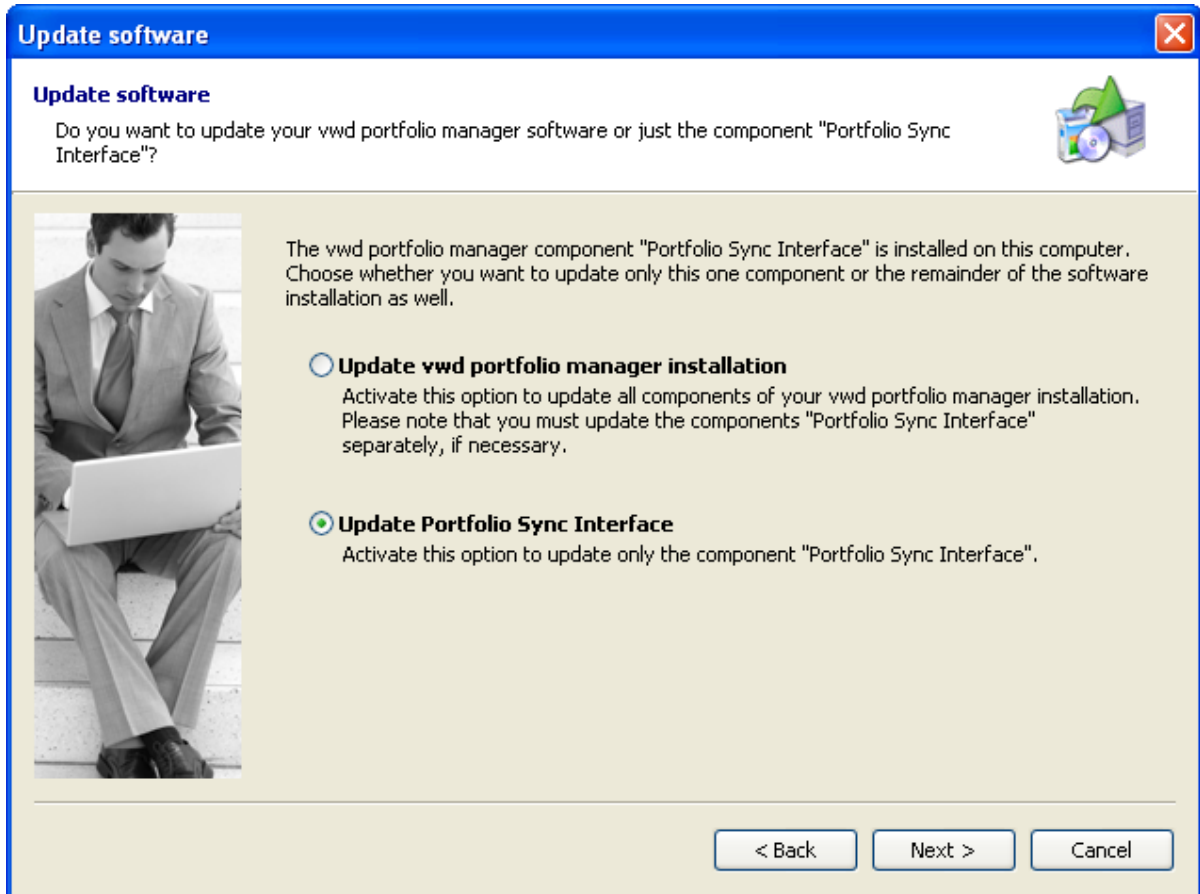 Update software
Update software
Do you want to update your vwd portfolio manager software or just the component "Portfolio Sync
Interface"?
The vwd portfolio manager component "Portfolio Sync Interface" is installed on this computer.
Choose whether you want to update only this one component or the remainder of the software
installation as well.
Update vwd portfolio manager installation
Activate this option to update all components of your vwd portfolio manager installation.
Please note that you must update the components "Portfolio Sync Interface"
separately, if necessary.
Update Portfolio Sync Interface
Activate this option to update only the component "Portfolio Sync Interface".
< Back
Next >
Cancel